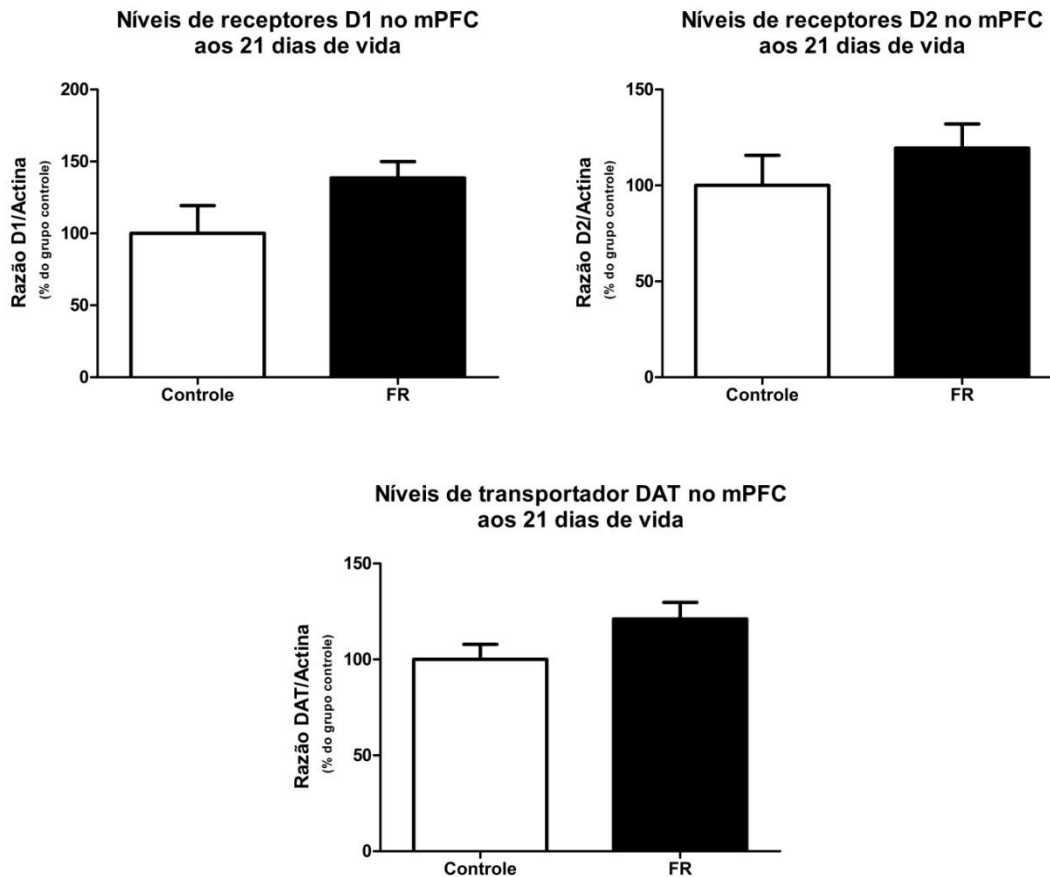 Níveis de receptores D1 no mPFC
aos 21 dias de vida
200
150
100
50
0
Razão D1/Actina
(% do grupo controle)
Controle
FR
Níveis de receptores D2 no mPFC
aos 21 dias de vida
150
100
50
0
Razão D2/Actina
(% do grupo controle)
Controle
FR
Níveis de transportador DAT no mPFC
aos 21 dias de vida
150
100
50
0
Razão DAT/Actina
(% do grupo controle)
Controle
FR